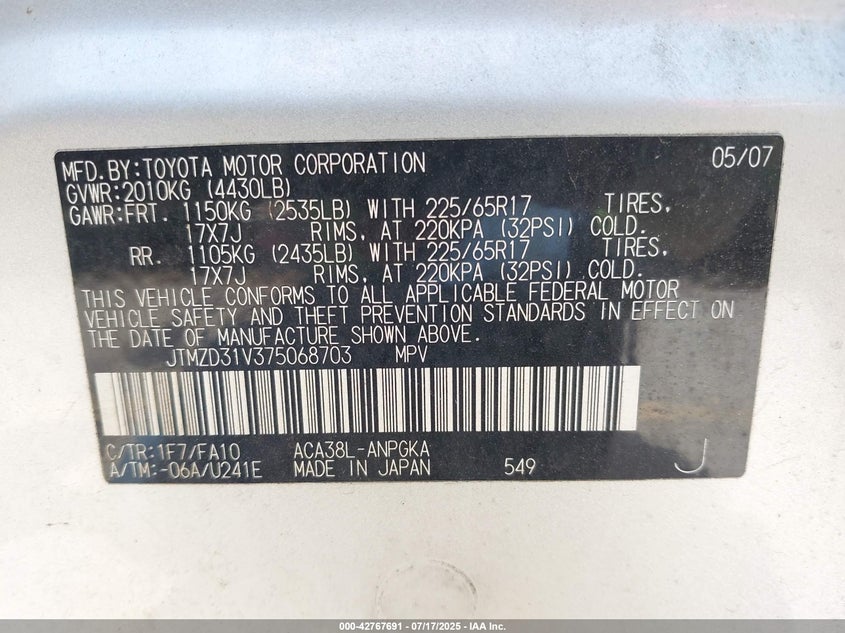 MFD.BY:TOYOTA MOTOR CORPORATION 05/07
GVWR:2010KG (4430LB)
GAWR:FRT. 1150KG (2535LB) WITH 225/65R17 TIRES,
17X7J RIMS, AT 220KPA (32PSI) COLD.
RR. 1105KG (2435LB) WITH 225/65R17 TIRES,
17X7J RIMS, AT 220KPA (32PSI) COLD.
THIS VEHICLE CONFORMS TO ALL APPLICABLE FEDERAL MOTOR
VEHICLE SAFETY AND THEFT PREVENTION STANDARDS IN EFFECT ON
THE DATE OF MANUFACTURE SHOWN ABOVE.
JTMZD31V375068703 MPV
C/TR:1F7/FA10 ACA38L-ANPGKA
A/TM:-06A/U241E MADE IN JAPAN 549 J
000-42767691 - 07/17/2025 - IAA Inc.